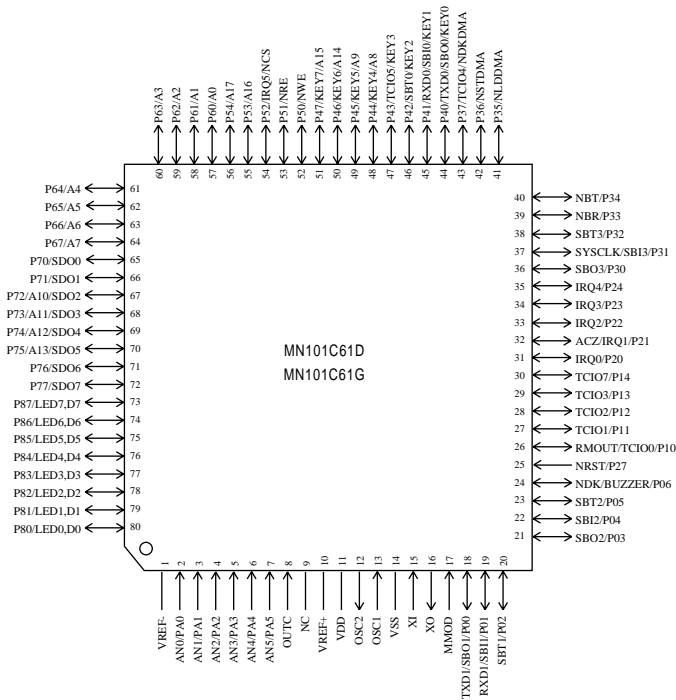 P63/A3
P62/A2
P61/A1
P60/A0
P54/A17
P53/A16
P52/IRQ5/NCS
P51/NRE
P50/NWE
P47/KEY7/A15
P46/KEY6/A14
P45/KEY5/A9
P44/KEY4/A8
P43/TCIO5/KEY3
P42/SBT0/KEY2
P41/RXD0/SBI0/KEY1
P40/TXD0/SBO0/KEY0
P37/TCIO4/NDKDMA
P36/NSTDMA
P35/NLDDMA
60
59
58
57
56
55
54
53
52
51
50
49
48
47
46
45
44
43
42
41
P64/A4 61
P65/A5 62
P66/A6 63
P67/A7 64
P70/SDO0 65
P71/SDO1 66
P72/A10/SDO2 67
P73/A11/SDO3 68
P74/A12/SDO4 69
P75/A13/SDO5 70
P76/SDO6 71
P77/SDO7 72
P87/LED7,D7 73
P86/LED6,D6 74
P85/LED5,D5 75
P84/LED4,D4 76
P83/LED3,D3 77
P82/LED2,D2 78
P81/LED1,D1 79
P80/LED0,D0 80
MN101C61D
MN101C61G
40 NBT/P34
39 NBR/P33
38 SBT3/P32
37 SYSCLK/SBI3/P31
36 SBO3/P30
35 IRQ4/P24
34 IRQ3/P23
33 IRQ2/P22
32 ACZ/IRQ1/P21
31 IRQ0/P20
30 TCIO7/P14
29 TCIO3/P13
28 TCIO2/P12
27 TCIO1/P11
26 RMOUT/TCIO0/P10
25 NRST/P27
24 NDK/BUZZER/P06
23 SBT2/P05
22 SBI2/P04
21 SBO2/P03
1
2
3
4
5
6
7
8
9
10
11
12
13
14
15
16
17
18
19
20
VREF-
AN0/PA0
AN1/PA1
AN2/PA2
AN3/PA3
AN4/PA4
AN5/PA5
OUTC
NC
VREF+
VDD
OSC2
OSC1
VSS
XI
XO
MMOD
TXD1/SBO1/P00
RXD1/SBI1/P01
SBT1/P02